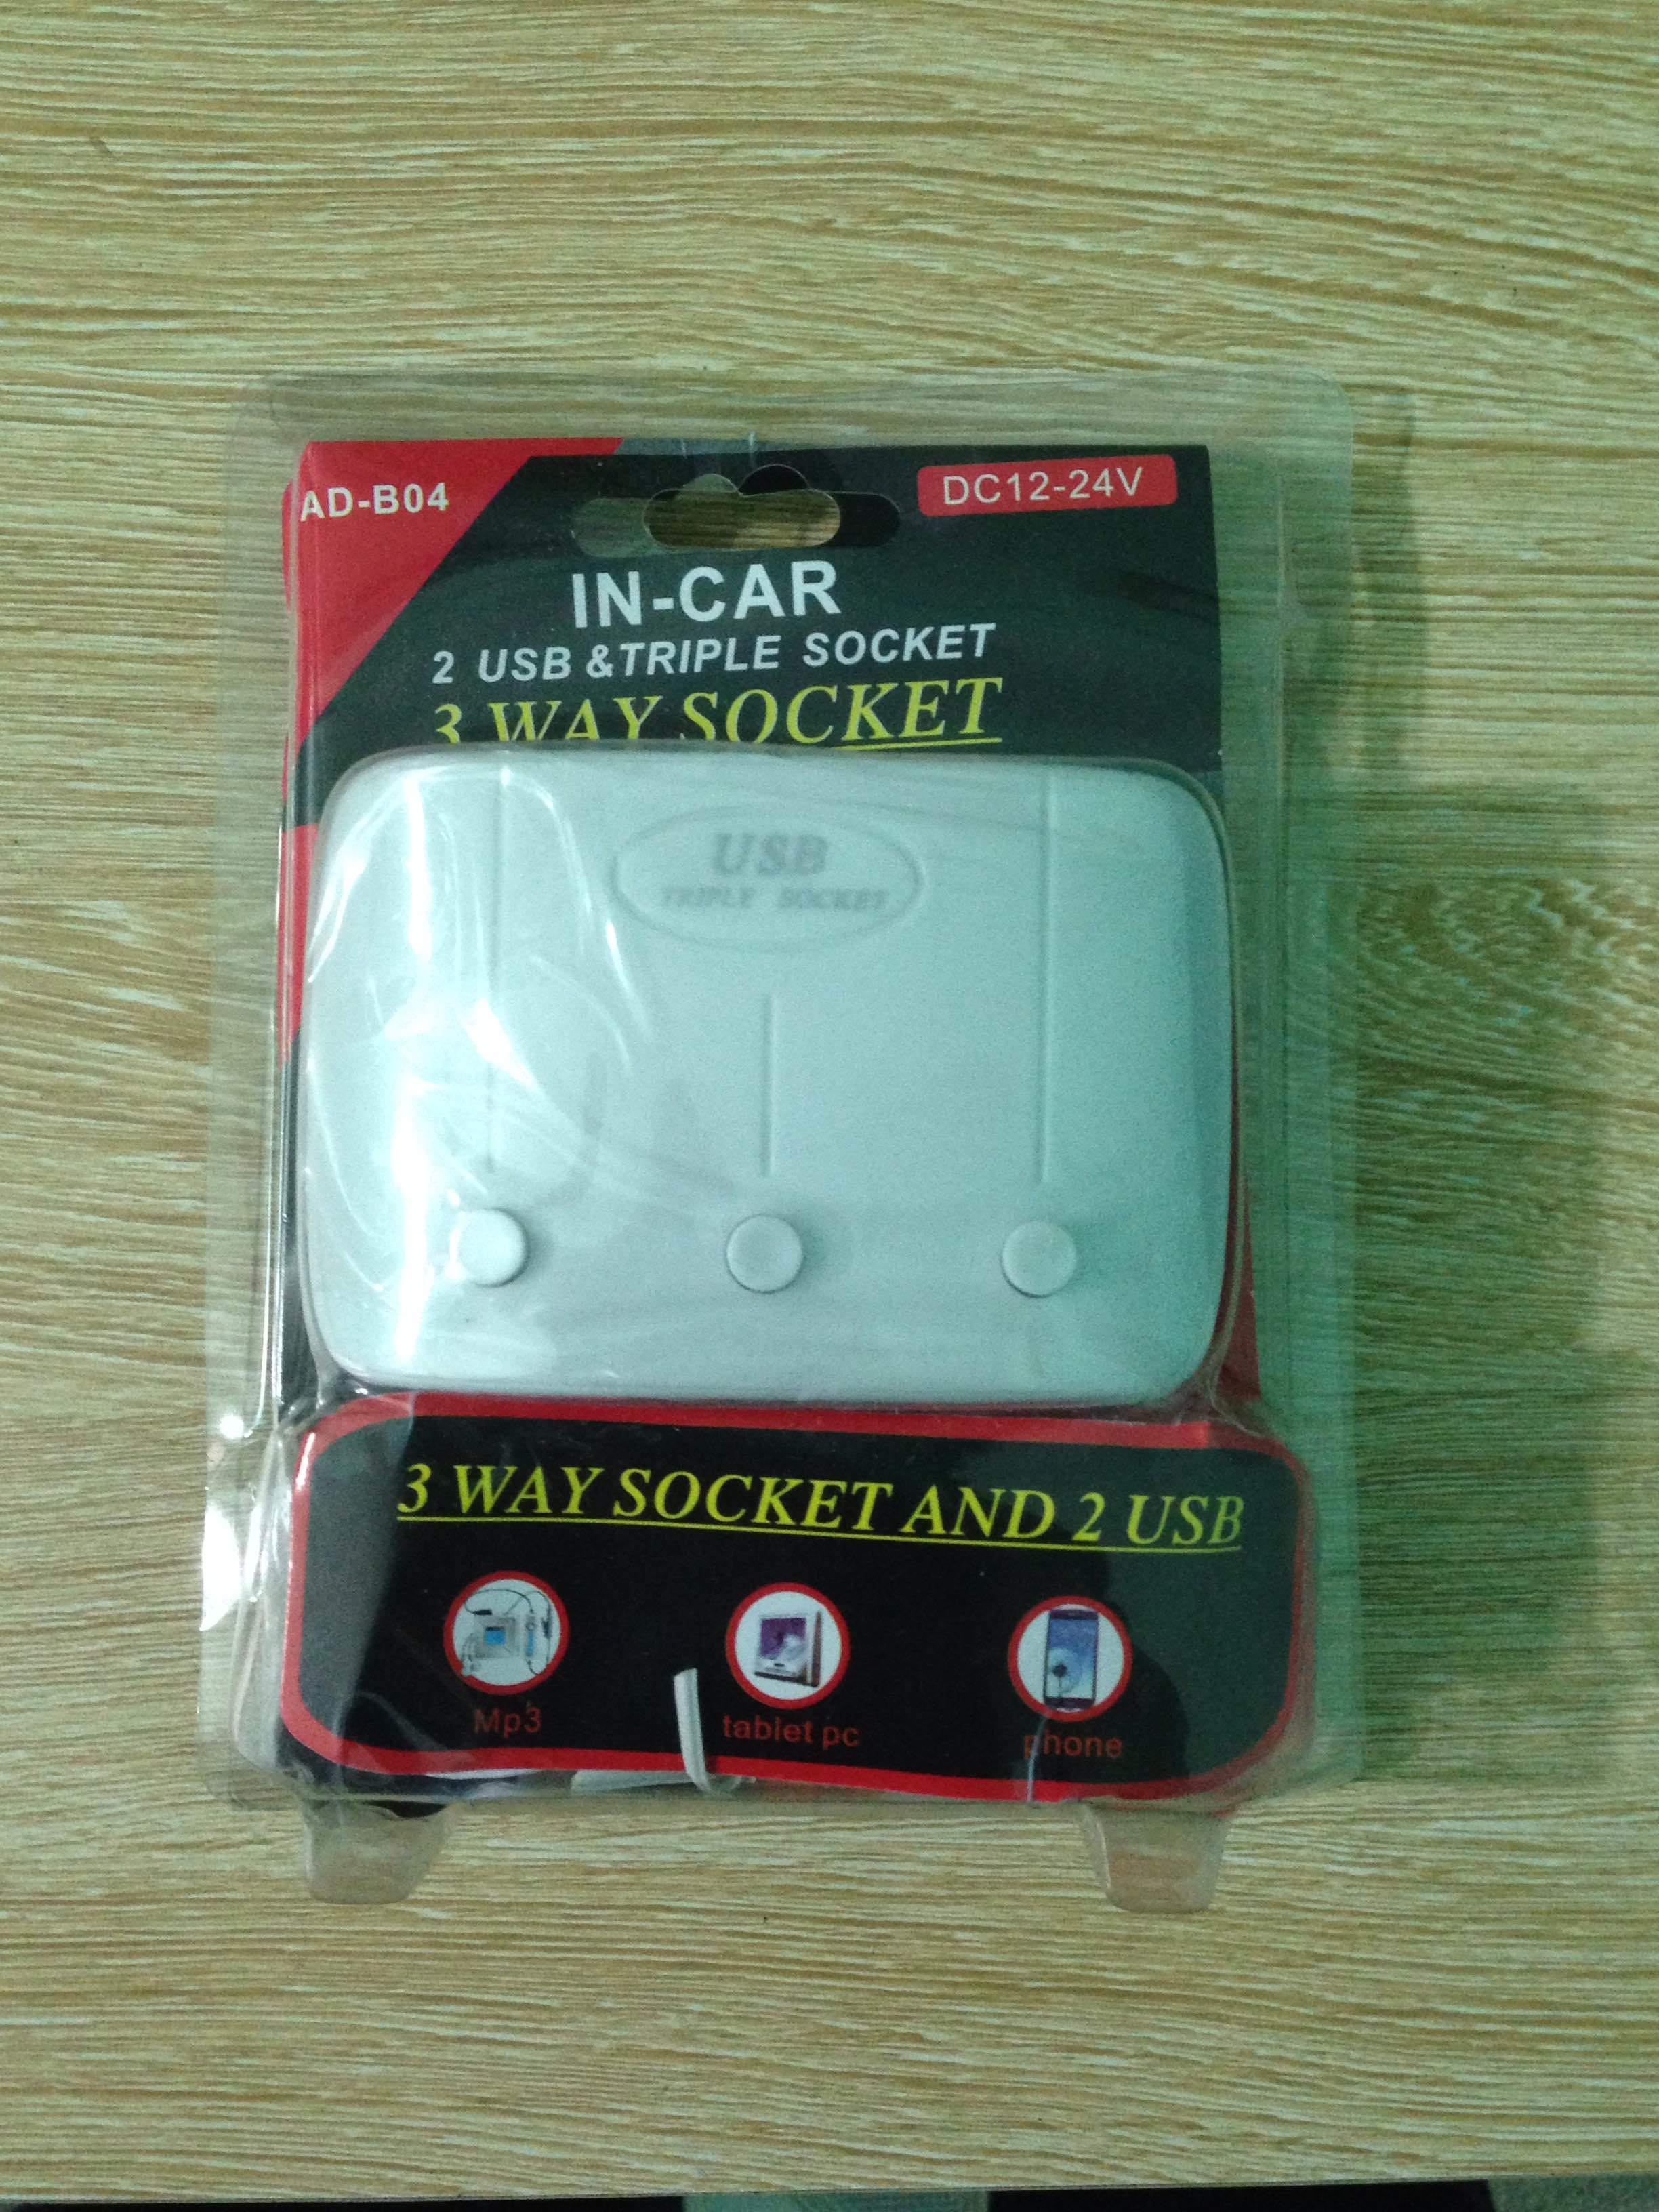 AD-B04
DC12-24V
IN-CAR
2 USB &TRIPLE SOCKET
3 WAY SOCKET
USB
TRIPLE SOCKET
3 WAY SOCKET AND 2 USB
Mp3
tablet pc
phone